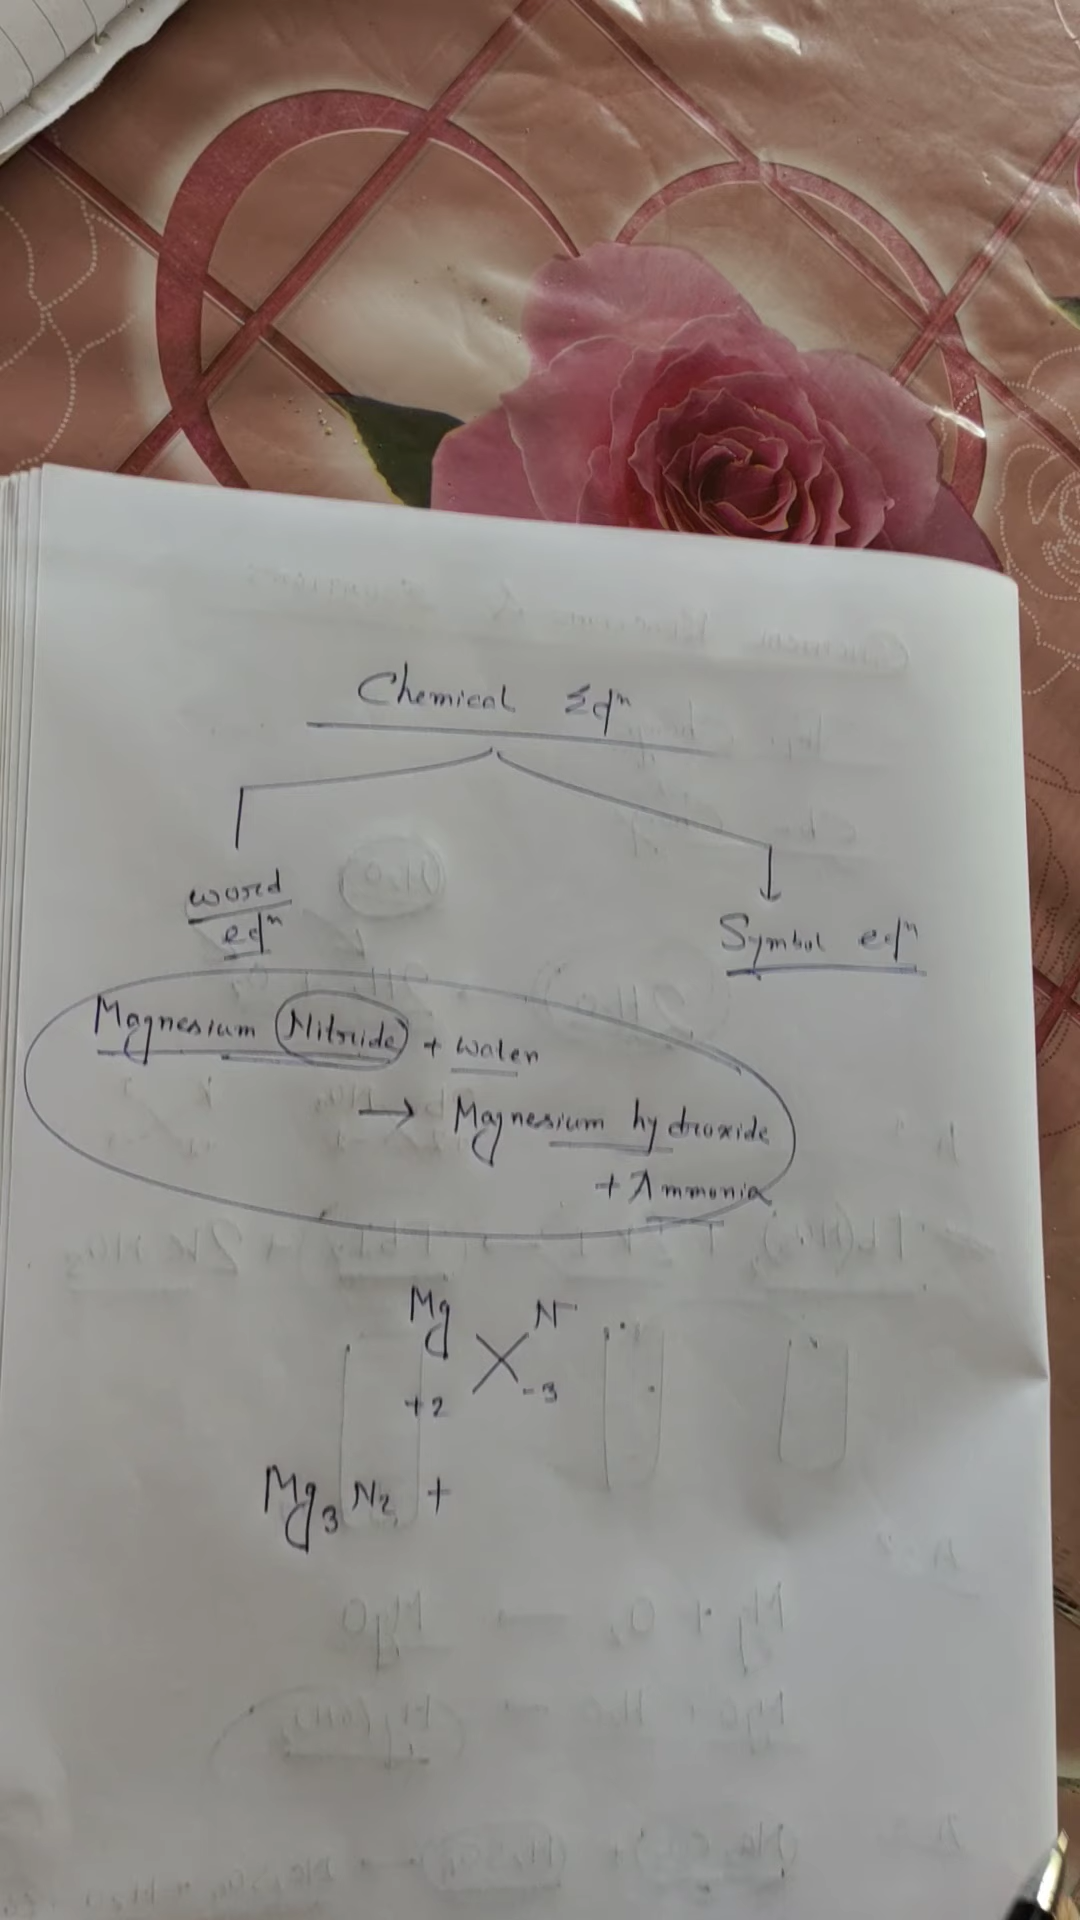 Chemical Eqⁿ
word
eqⁿ
Symbol eqⁿ
Magnesium Nitride + Water
→ Magnesium hydroxide
+ Ammonia
Mg N
+2 -3
Mg₃ N₂ +